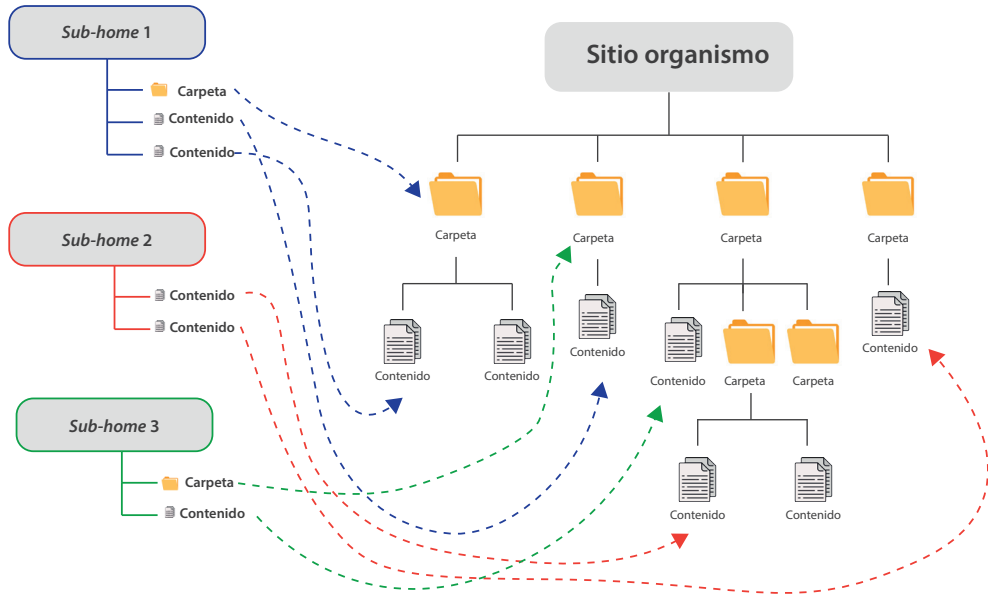 Sub-home 1
Carpeta
Contenido
Contenido
Sub-home 2
Contenido
Contenido
Sub-home 3
Carpeta
Contenido
Sitio organismo
Carpeta
Carpeta
Carpeta
Carpeta
Contenido
Contenido
Contenido
Contenido
Carpeta
Carpeta
Contenido
Contenido
Contenido